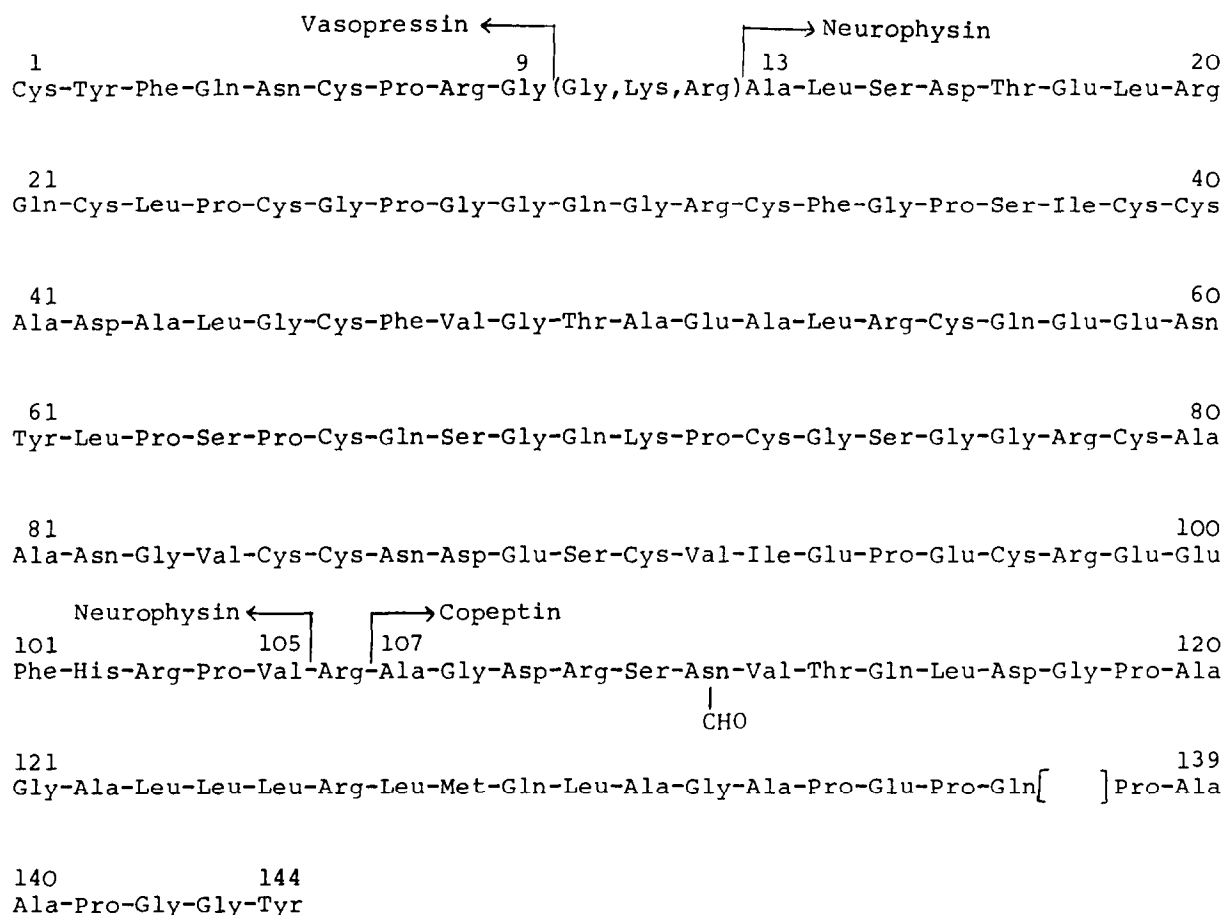 Vasopressin ← → Neurophysin
1 9 13 20
Cys-Tyr-Phe-Gln-Asn-Cys-Pro-Arg-Gly(Gly,Lys,Arg)Ala-Leu-Ser-Asp-Thr-Glu-Leu-Arg
21 40
Gln-Cys-Leu-Pro-Cys-Gly-Pro-Gly-Gly-Gln-Gly-Arg-Cys-Phe-Gly-Pro-Ser-Ile-Cys-Cys
41 60
Ala-Asp-Ala-Leu-Gly-Cys-Phe-Val-Gly-Thr-Ala-Glu-Ala-Leu-Arg-Cys-Gln-Glu-Glu-Asn
61 80
Tyr-Leu-Pro-Ser-Pro-Cys-Gln-Ser-Gly-Gln-Lys-Pro-Cys-Gly-Ser-Gly-Gly-Arg-Cys-Ala
81 100
Ala-Asn-Gly-Val-Cys-Cys-Asn-Asp-Glu-Ser-Cys-Val-Ile-Glu-Pro-Glu-Cys-Arg-Glu-Glu
Neurophysin ← → Copeptin
101 105 107 120
Phe-His-Arg-Pro-Val-Arg-Ala-Gly-Asp-Arg-Ser-Asn-Val-Thr-Gln-Leu-Asp-Gly-Pro-Ala
CHO
121 139
Gly-Ala-Leu-Leu-Leu-Arg-Leu-Met-Gln-Leu-Ala-Gly-Ala-Pro-Glu-Pro-Gln[ ]Pro-Ala
140 144
Ala-Pro-Gly-Gly-Tyr